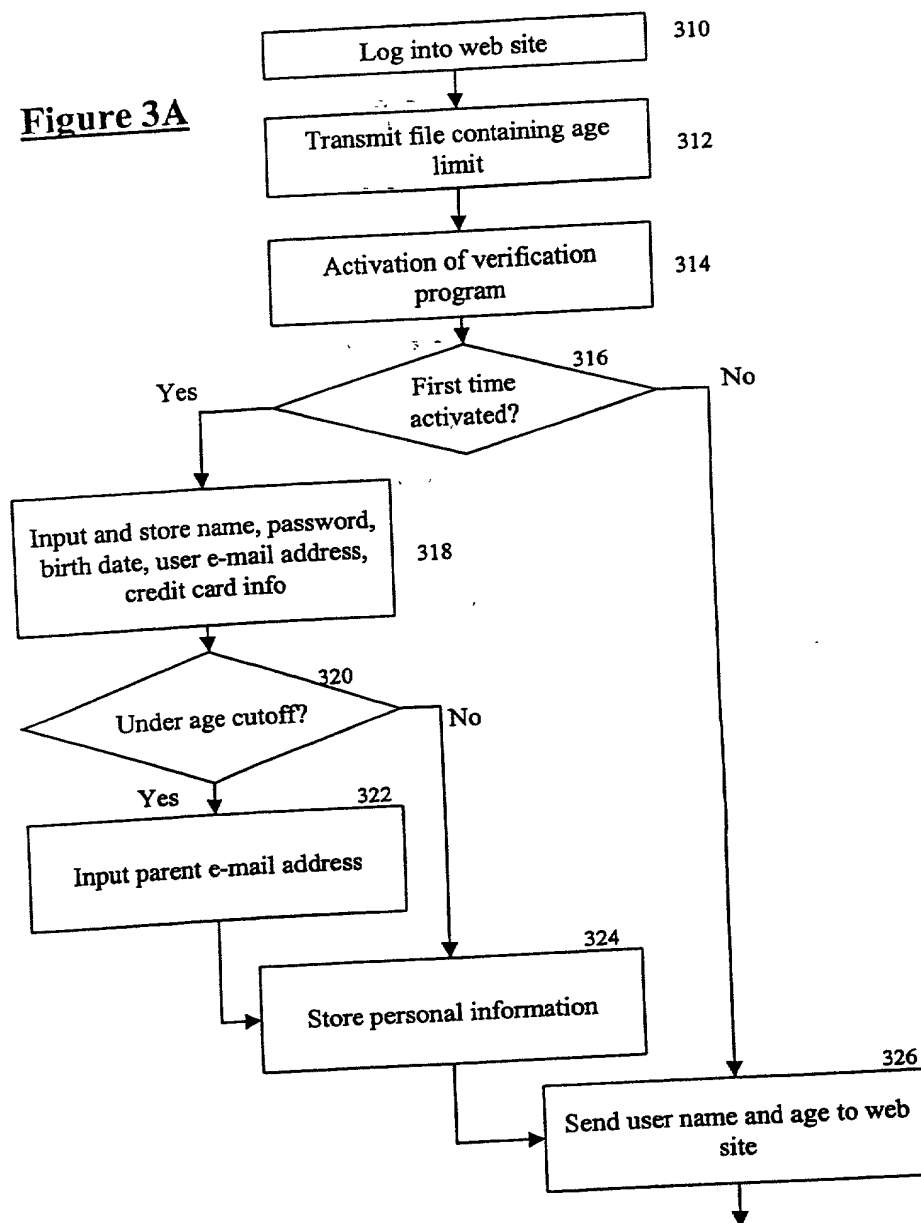 Figure 3A
Log into web site
310
Transmit file containing age
limit
312
Activation of verification
program
314
316
First time
activated?
Yes
No
Input and store name, password,
birth date, user e-mail address,
credit card info
318
320
Under age cutoff?
No
Yes
322
Input parent e-mail address
324
Store personal information
326
Send user name and age to web
site